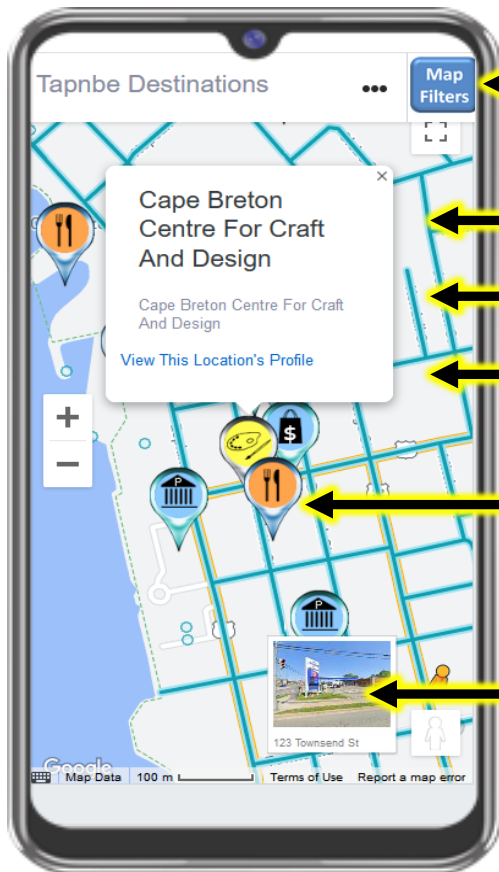 Tapnbe Destinations
Map
Filters
Cape Breton
Centre For Craft
And Design
Cape Breton Centre For Craft
And Design
View This Location's Profile
+
−
$
P
P
123 Townsend St
Google
Map Data
100 m
Terms of Use
Report a map error